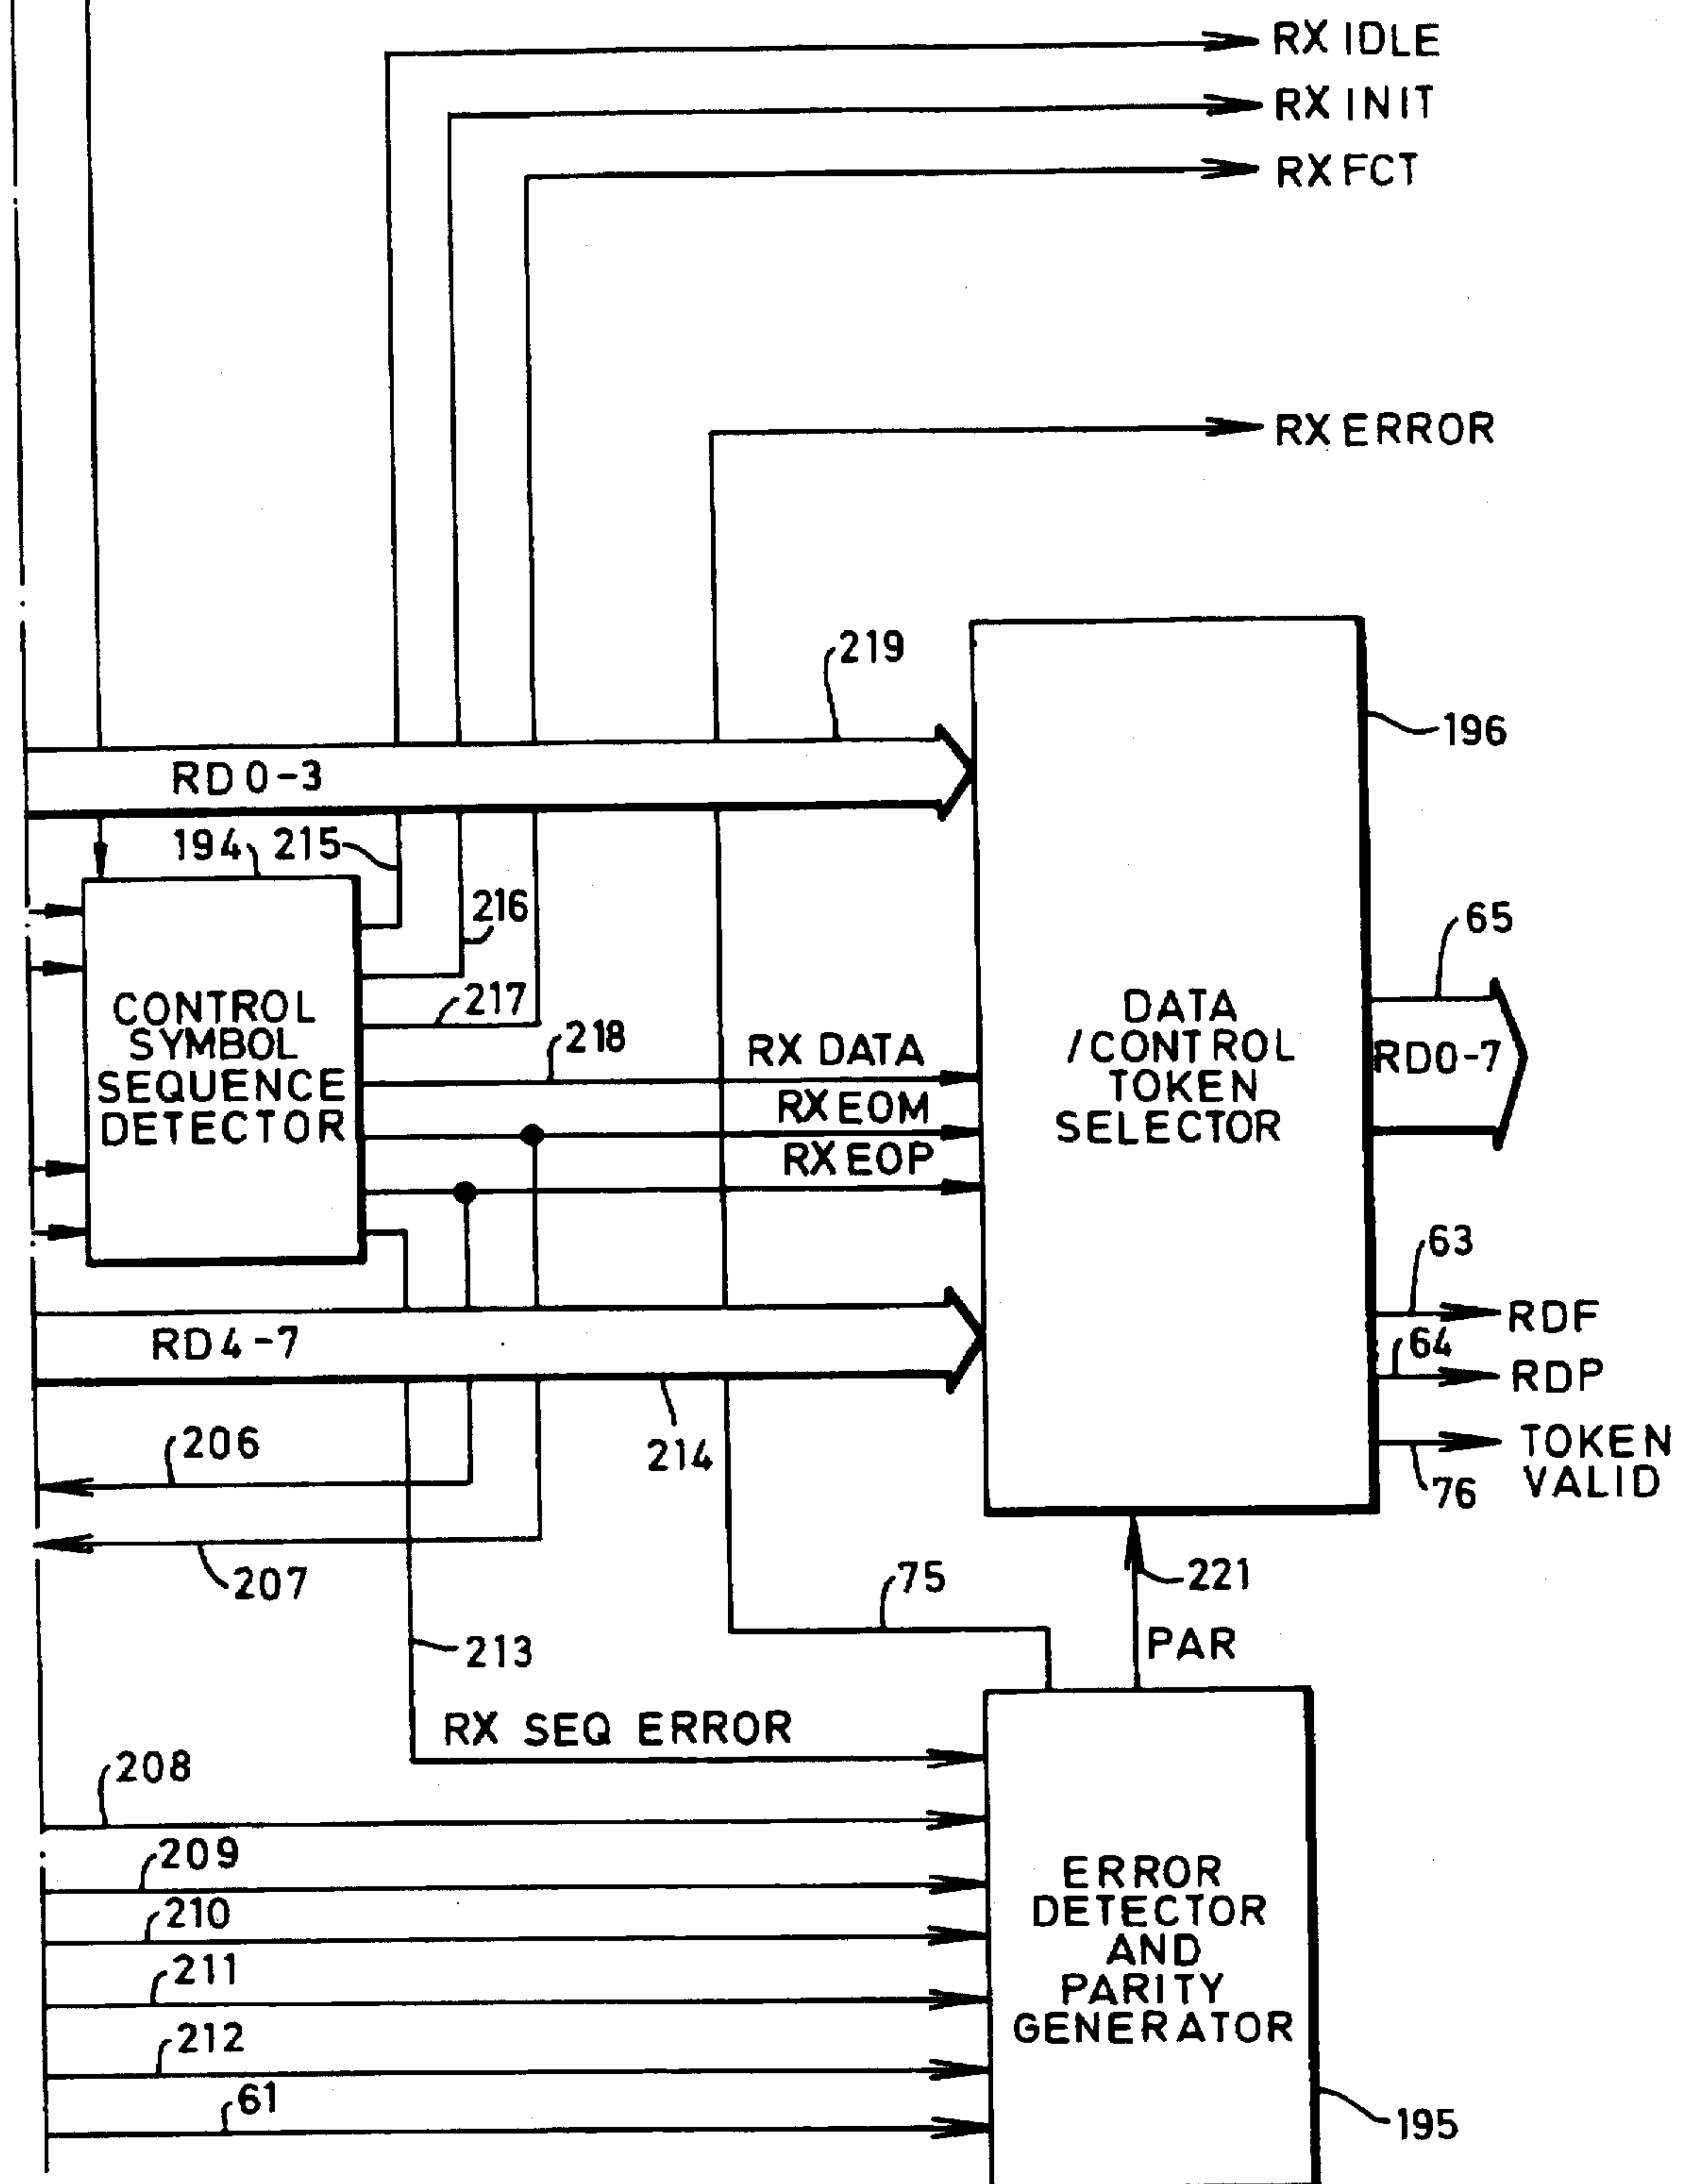 RX IDLE
RX INIT
RX FCT
RX ERROR
219
196
RD 0-3
194 215
216
65
217
CONTROL
SYMBOL
SEQUENCE
DETECTOR
218
RX DATA
RX EOM
RX EOP
DATA
/CONTROL
TOKEN
SELECTOR
RD0-7
63
RDF
64
RDP
RD 4-7
206
214
TOKEN
VALID
76
207
75
221
213
PAR
RX SEQ ERROR
208
209
210
211
212
61
ERROR
DETECTOR
AND
PARITY
GENERATOR
195